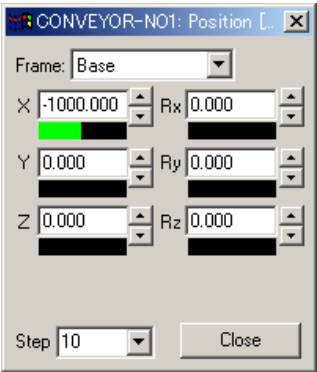 CONVEYOR-NO1: Position [...
Frame: Base
X -1000.000 Rx 0.000
Y 0.000 Ry 0.000
Z 0.000 Rz 0.000
Step 10 Close